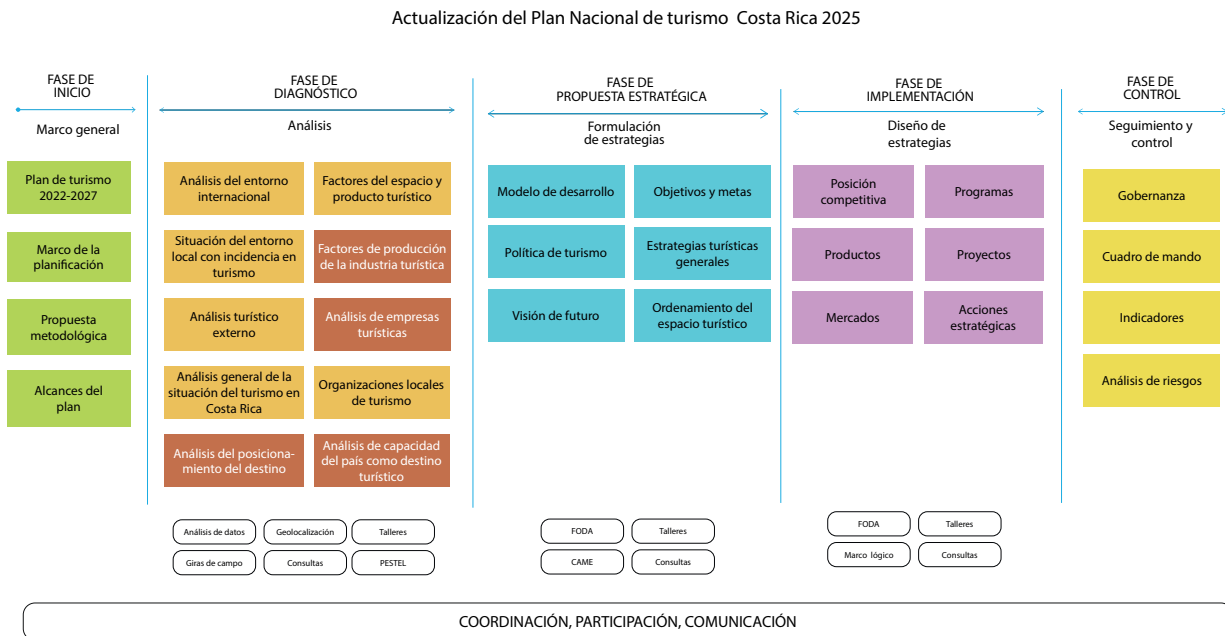 Actualización del Plan Nacional de turismo Costa Rica 2025
FASE DE
INICIO
Marco general
Plan de turismo
2022-2027
Marco de la
planificación
Propuesta
metodológica
Alcances del
plan
FASE DE
DIAGNÓSTICO
Análisis
Análisis del entorno
internacional
Factores del espacio y
producto turístico
Situación del entorno
local con incidencia en
turismo
Factores de producción
de la industria turística
Análisis turístico
externo
Análisis de empresas
turísticas
Análisis general de la
situación del turismo en
Costa Rica
Organizaciones locales
de turismo
Análisis del posiciona-
miento del destino
Análisis de capacidad
del país como destino
turístico
Análisis de datos
Geolocalización
Talleres
Giras de campo
Consultas
PESTEL
FASE DE
PROPUESTA ESTRATÉGICA
Formulación
de estrategias
Modelo de desarrollo
Objetivos y metas
Política de turismo
Estrategias turísticas
generales
Visión de futuro
Ordenamiento del
espacio turístico
FODA
Talleres
CAME
Consultas
FASE DE
IMPLEMENTACIÓN
Diseño de
estrategias
Posición
competitiva
Programas
Productos
Proyectos
Mercados
Acciones
estratégicas
FODA
Talleres
Marco lógico
Consultas
FASE DE
CONTROL
Seguimiento y
control
Gobernanza
Cuadro de mando
Indicadores
Análisis de riesgos
COORDINACIÓN, PARTICIPACIÓN, COMUNICACIÓN